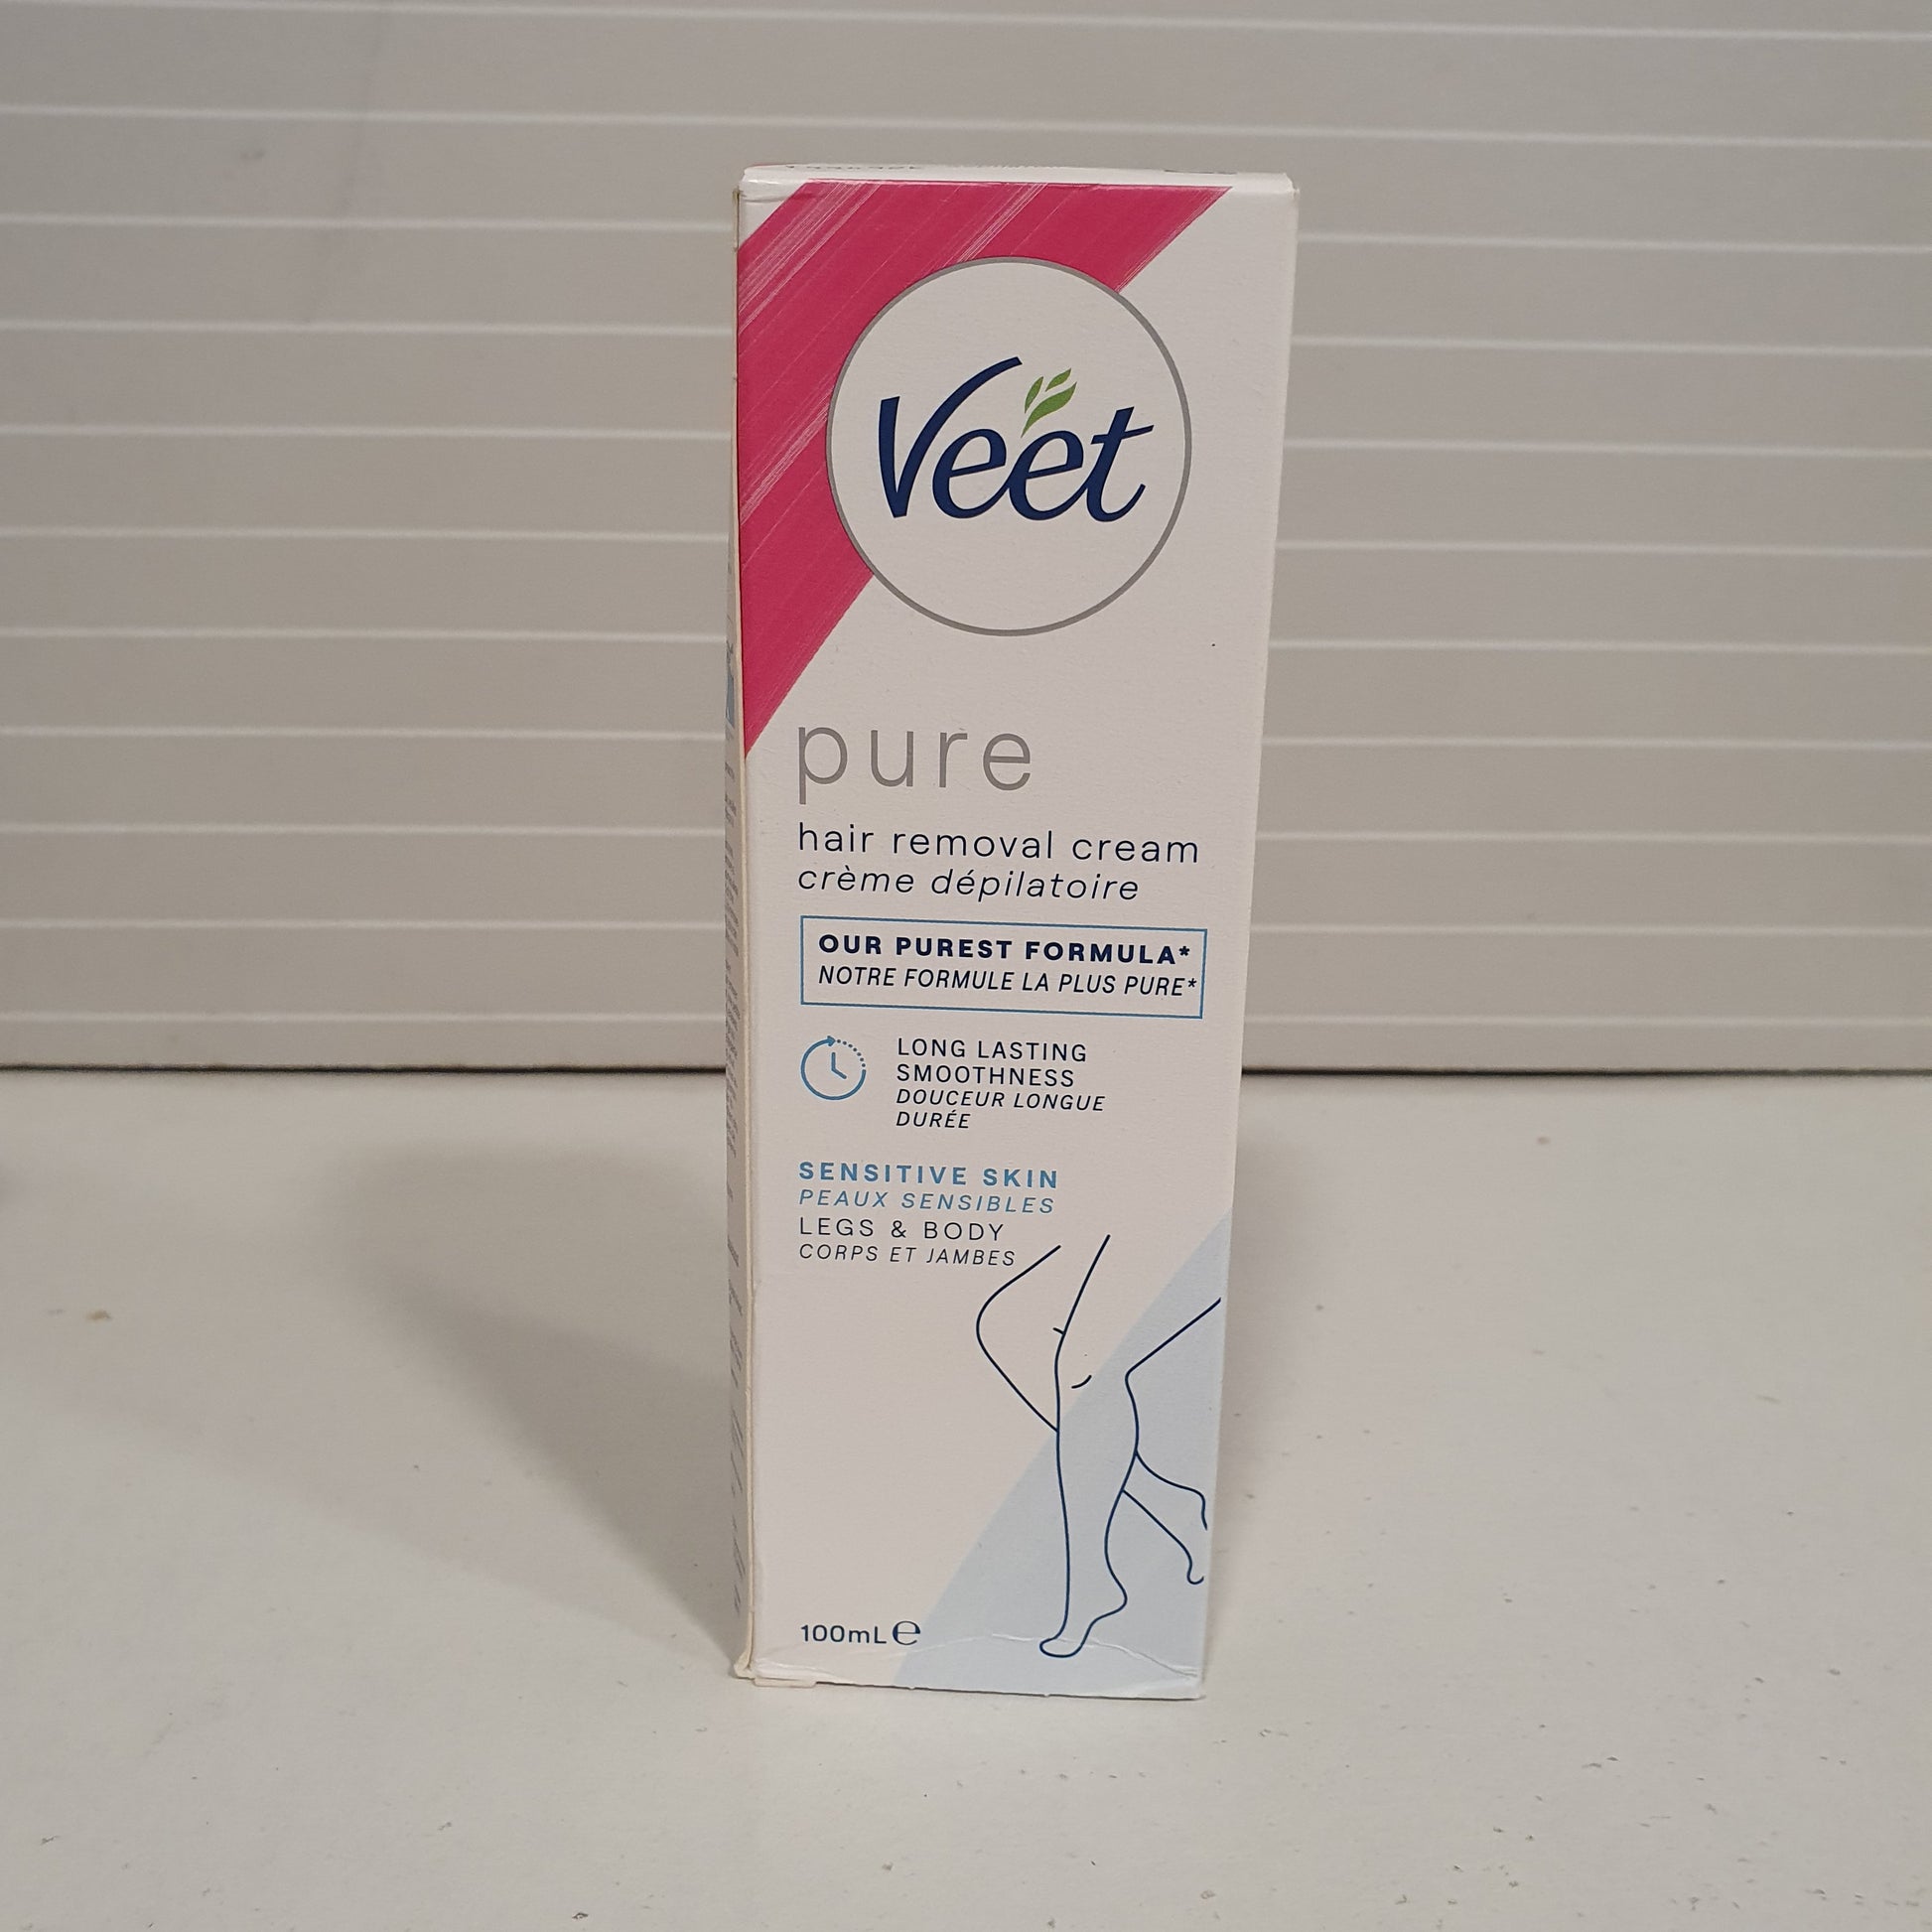 Veet
pure
hair removal cream
crème dépilatoire
OUR PUREST FORMULA*
NOTRE FORMULE LA PLUS PURE*
LONG LASTING
SMOOTHNESS
DOUCEUR LONGUE
DURÉE
SENSITIVE SKIN
PEAUX SENSIBLES
LEGS & BODY
CORPS ET JAMBES
100mL℮